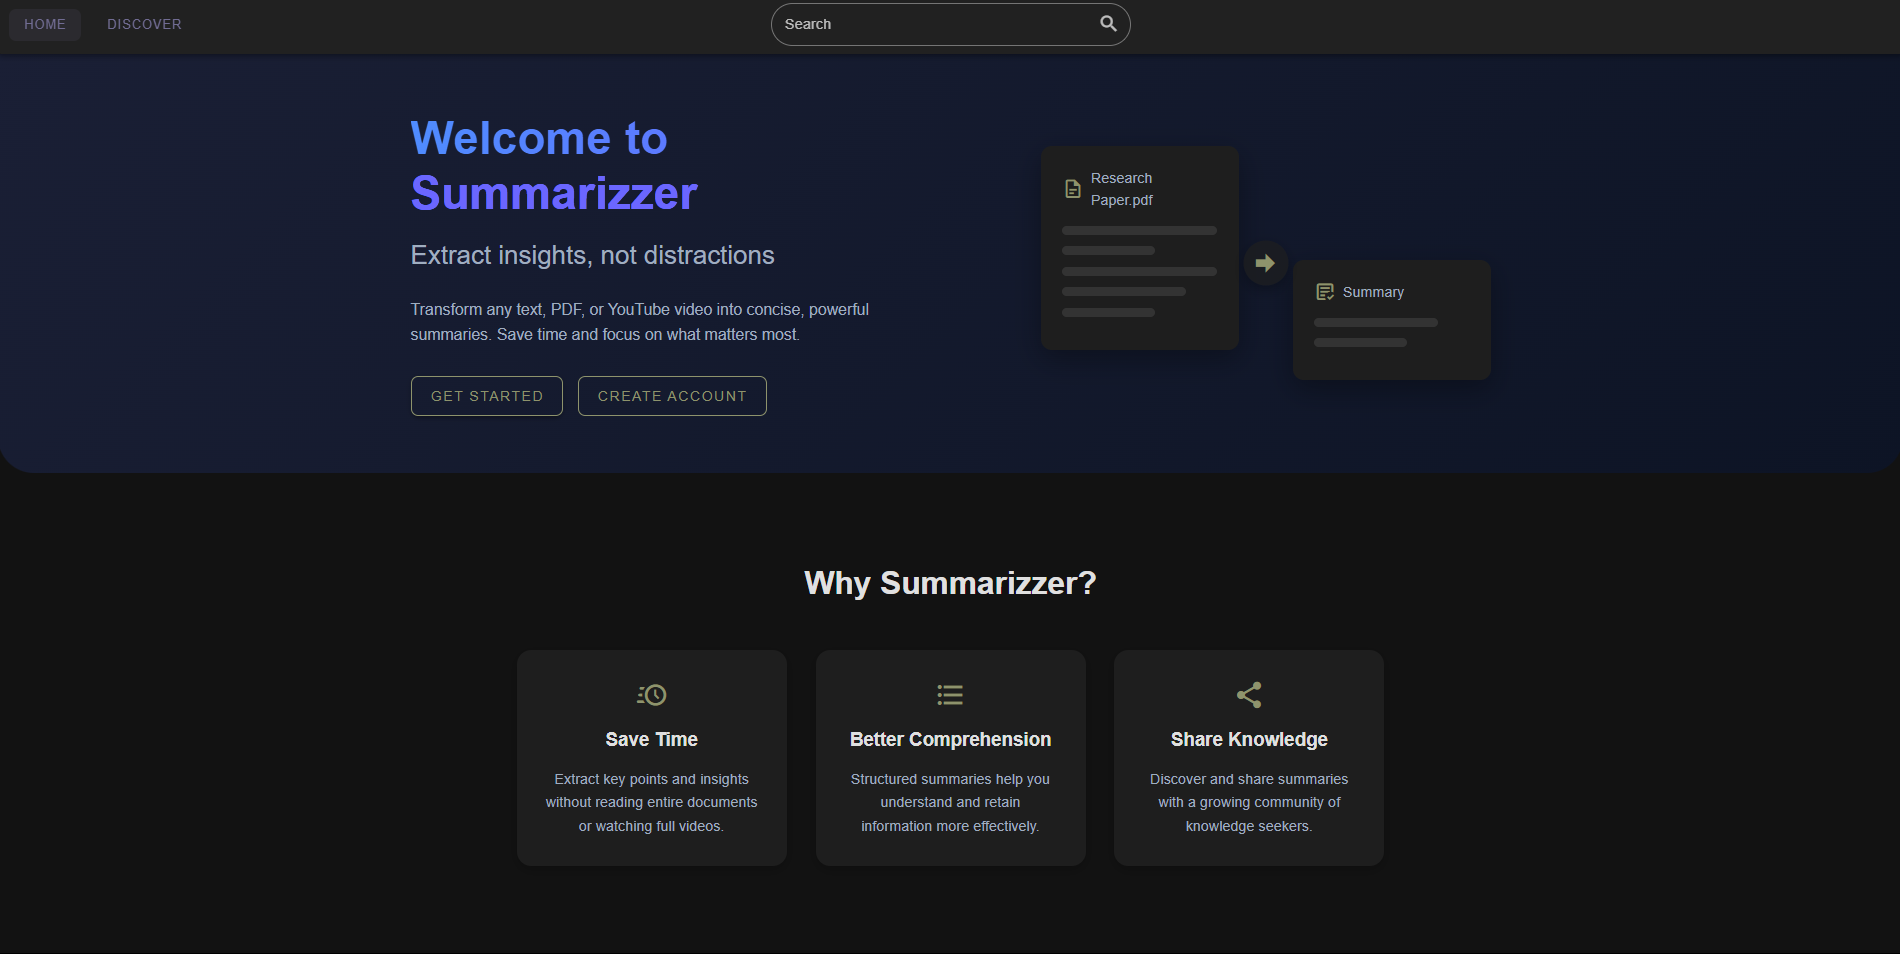 HOME
DISCOVER
Search
Welcome to
Summarizzer
Extract insights, not distractions
Transform any text, PDF, or YouTube video into concise, powerful
summaries. Save time and focus on what matters most.
GET STARTED
CREATE ACCOUNT
Research
Paper.pdf
Summary
Why Summarizzer?
Save Time
Extract key points and insights
without reading entire documents
or watching full videos.
Better Comprehension
Structured summaries help you
understand and retain
information more effectively.
Share Knowledge
Discover and share summaries
with a growing community of
knowledge seekers.